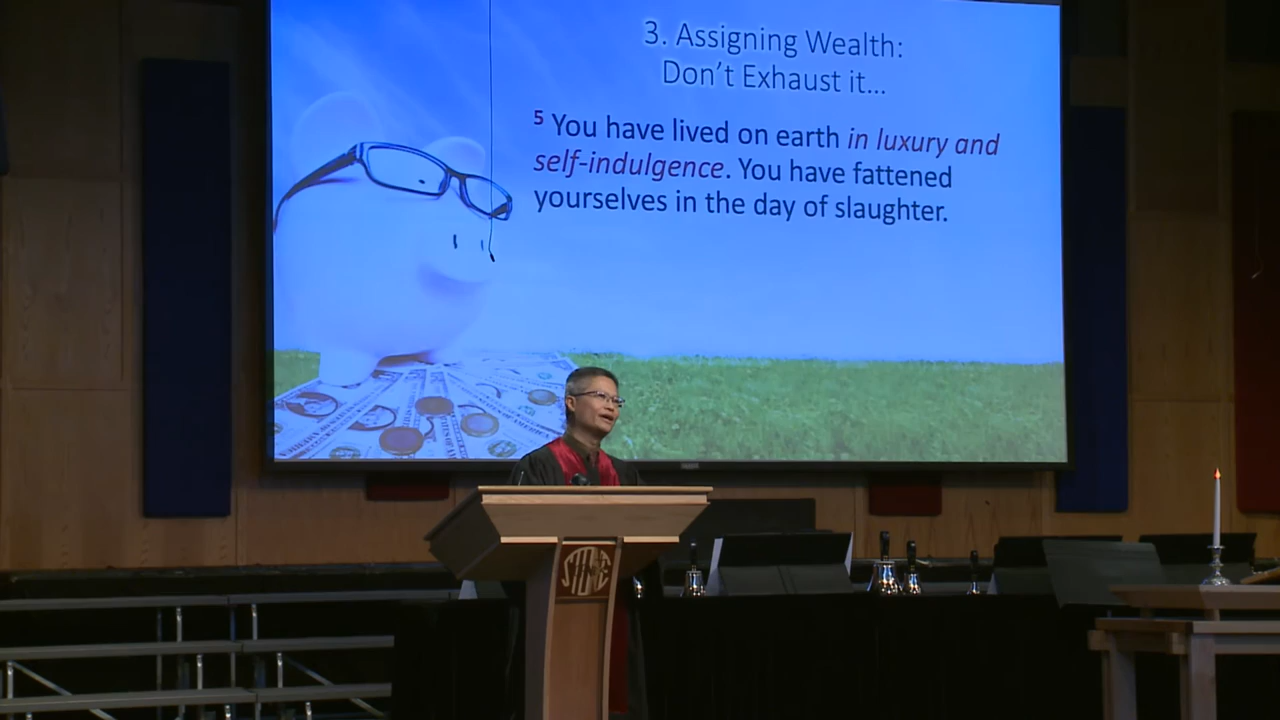 3. Assigning Wealth:
Don't Exhaust it...
5 You have lived on earth in luxury and
self-indulgence. You have fattened
yourselves in the day of slaughter.